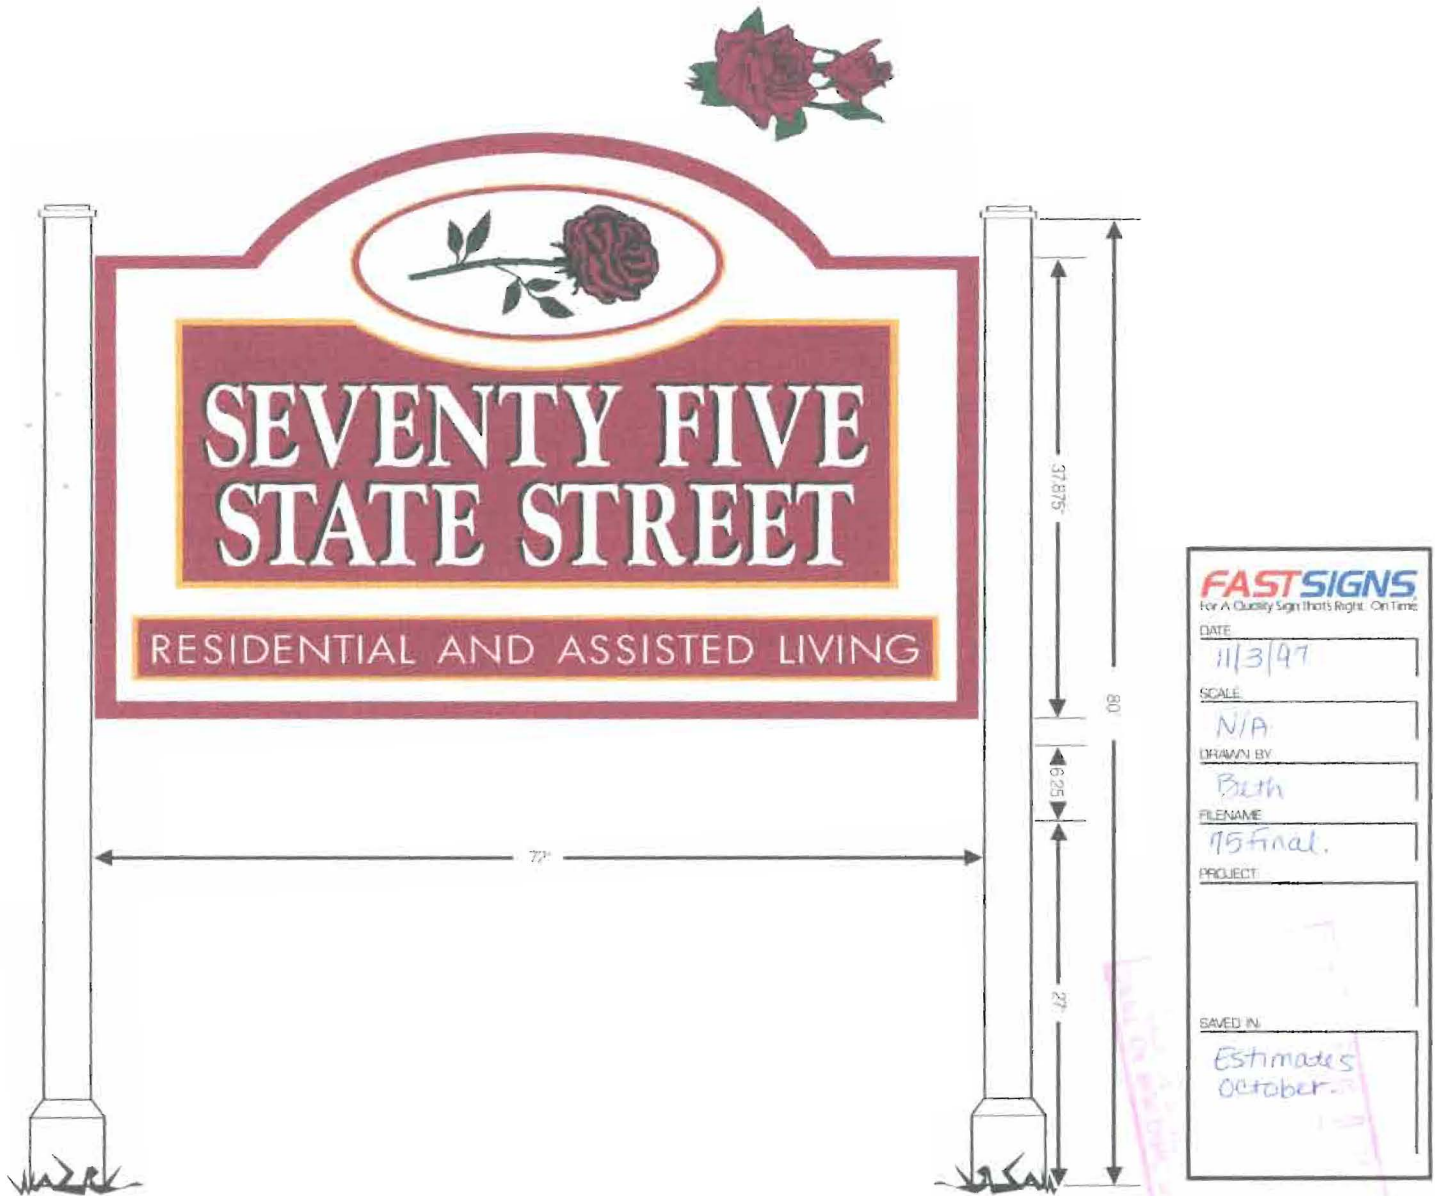 SEVENTY FIVE
STATE STREET
RESIDENTIAL AND ASSISTED LIVING
37.875"
80"
6.25
72"
27"
FASTSIGNS
For A Quality Sign That's Right. On Time
DATE
11/3/97
SCALE
N/A
DRAWN BY
Beth
FILENAME
75 Final.
PROJECT
SAVED IN:
Estimates
October.